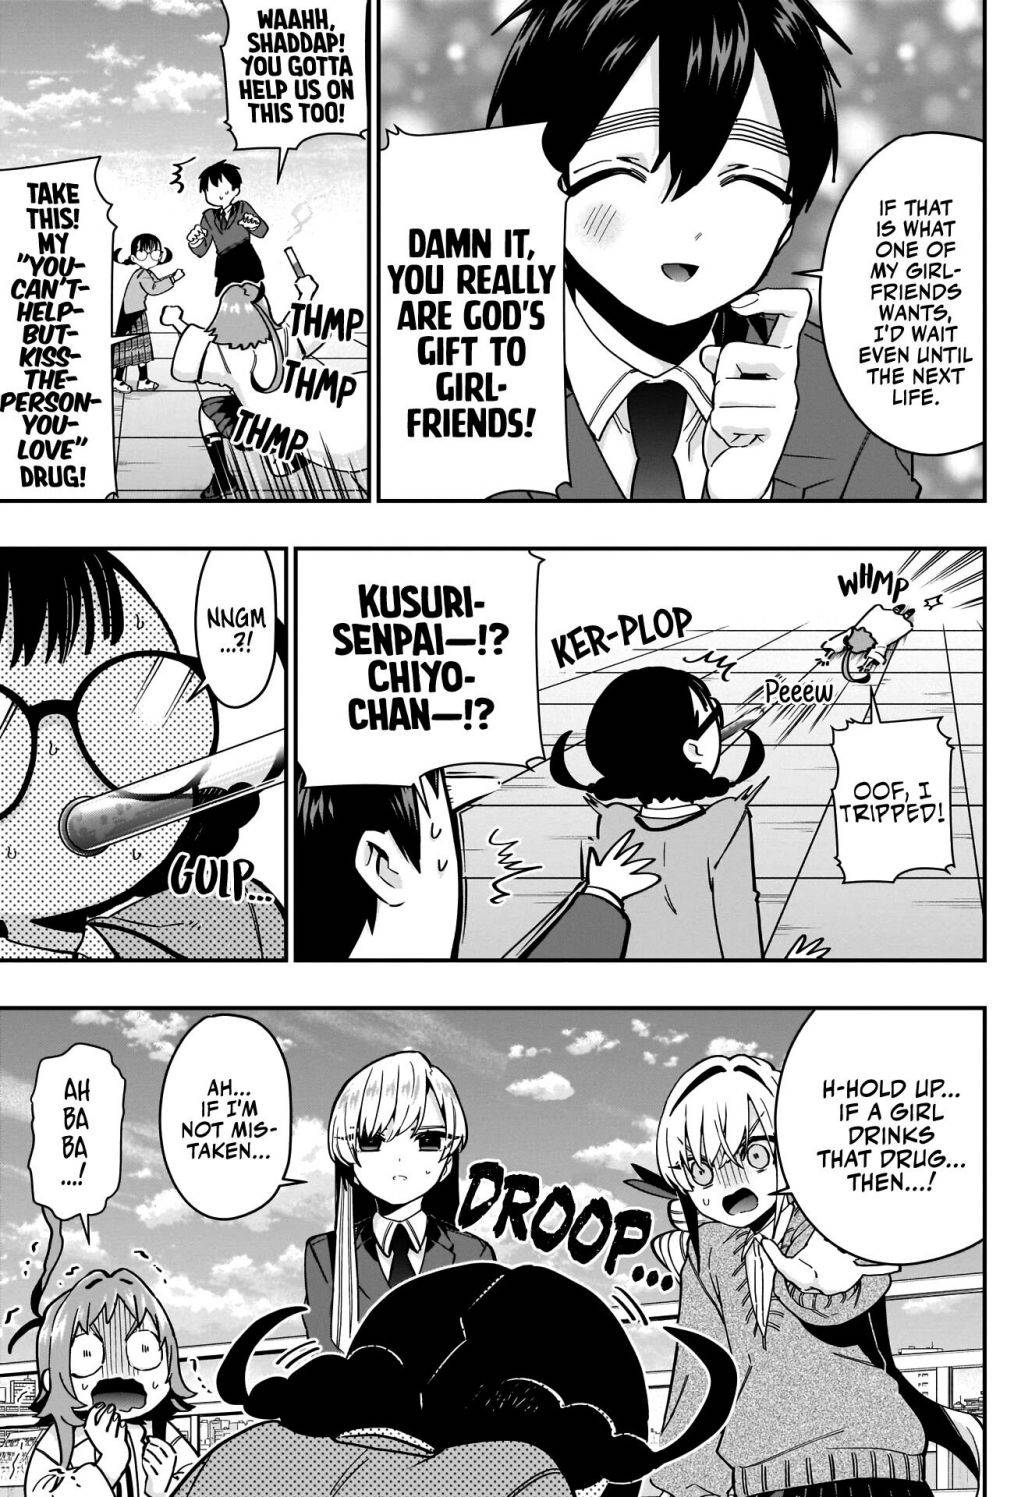 IF THAT
IS WHAT
ONE OF
MY GIRL-
FRIENDS
WANTS,
I'D WAIT
EVEN UNTIL
THE NEXT
LIFE.
DAMN IT,
YOU REALLY
ARE GOD'S
GIFT TO
GIRL-
FRIENDS!
WAAHH,
SHADDAP!
YOU GOTTA
HELP US ON
THIS TOO!
THMP
THMP
THMP
TAKE
THIS!
MY
"YOU-
CAN'T-
HELP-
BUT-
KISS-
THE-
PERSON-
YOU-
LOVE"
DRUG!
WHMP
OOF, I
TRIPPED!
Peeew
KER-PLOP
KUSURI-
SENPAI—!?
CHIYO-
CHAN—!?
NNGM
...?!
GULP...
H-HOLD UP...
IF A GIRL
DRINKS
THAT DRUG...
THEN...!
DROOP...
AH...
IF I'M
NOT MIS-
TAKEN...
AH
BA
BA
...!